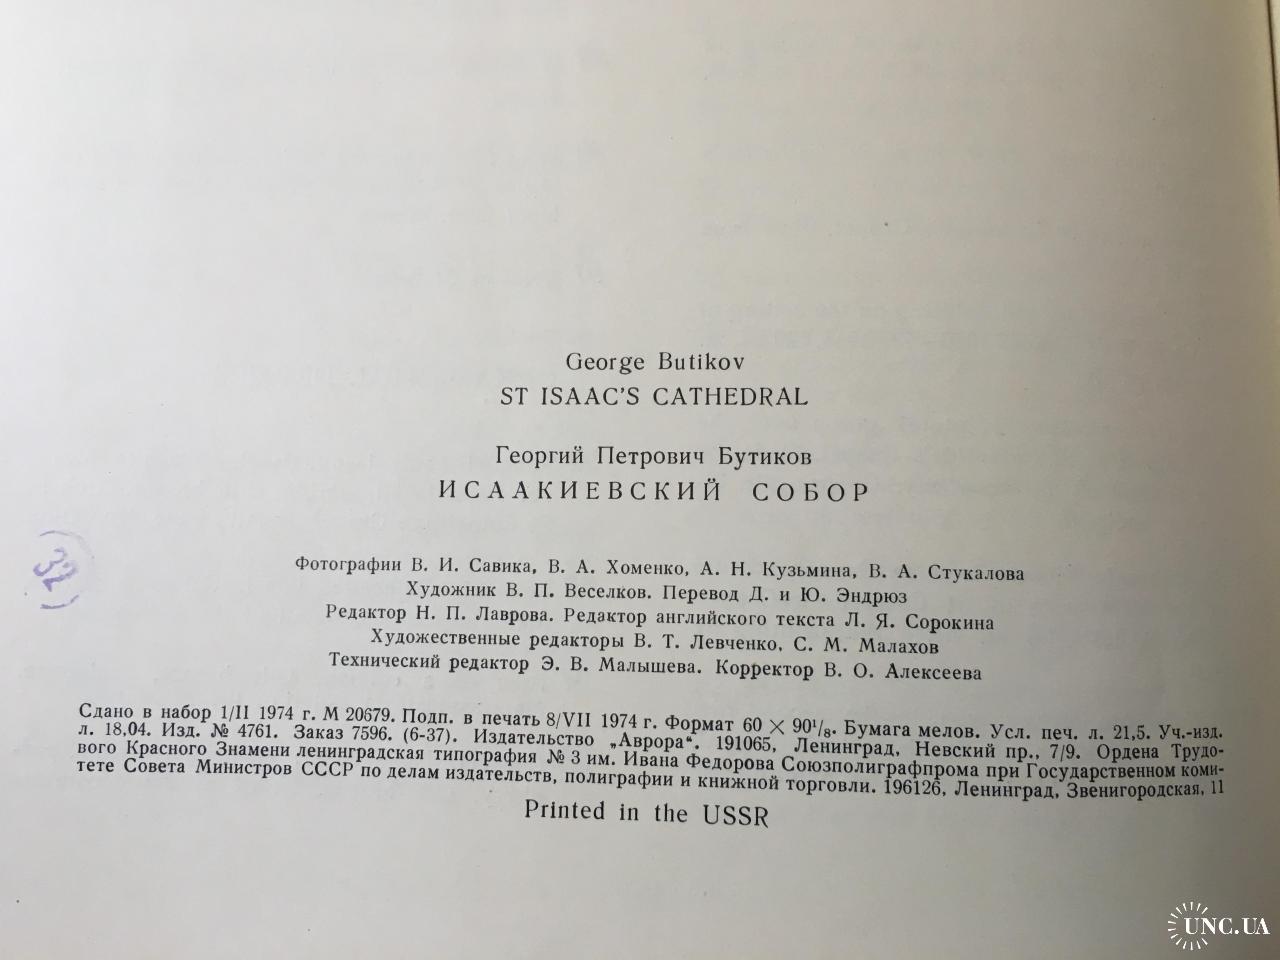 George Butikov
ST ISAAC'S CATHEDRAL
Георгий Петрович Бутиков
ИСААКИЕВСКИЙ СОБОР
Фотографии В. И. Савика, В. А. Хоменко, А. Н. Кузьмина, В. А. Стукалова
Художник В. П. Веселков. Перевод Д. и Ю. Эндрюз
Редактор Н. П. Лаврова. Редактор английского текста Л. Я. Сорокина
Художественные редакторы В. Т. Левченко, С. М. Малахов
Технический редактор Э. В. Малышева. Корректор В. О. Алексеева
Сдано в набор 1/II 1974 г. М 20679. Подп. в печать 8/VII 1974 г. Формат 60 × 90¹/₈. Бумага мелов. Усл. печ. л. 21,5. Уч.-изд.
л. 18,04. Изд. № 4761. Заказ 7596. (6-37). Издательство „Аврора“. 191065, Ленинград, Невский пр., 7/9. Ордена Трудо-
вого Красного Знамени ленинградская типография № 3 им. Ивана Федорова Союзполиграфпрома при Государственном коми-
тете Совета Министров СССР по делам издательств, полиграфии и книжной торговли. 196126, Ленинград, Звенигородская, 11
Printed in the USSR
32
UNC.UA